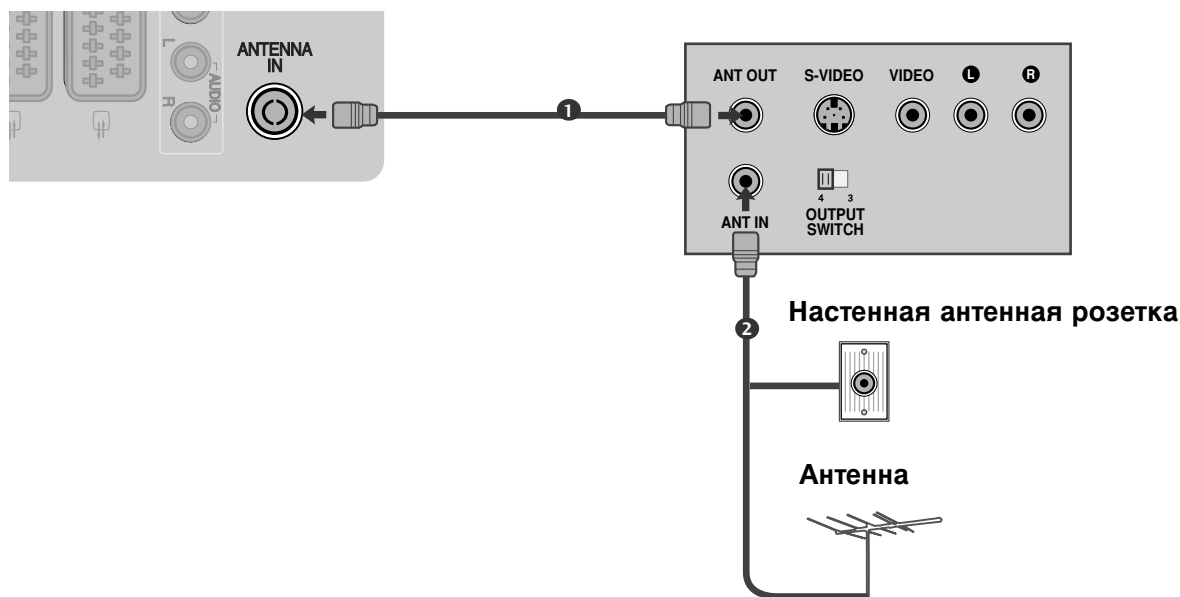 L
R
AUDIO
ANTENNA
IN
1
ANT OUT
S-VIDEO
VIDEO
L
R
ANT IN
4
3
OUTPUT
SWITCH
2
Настенная антенная розетка
Антенна